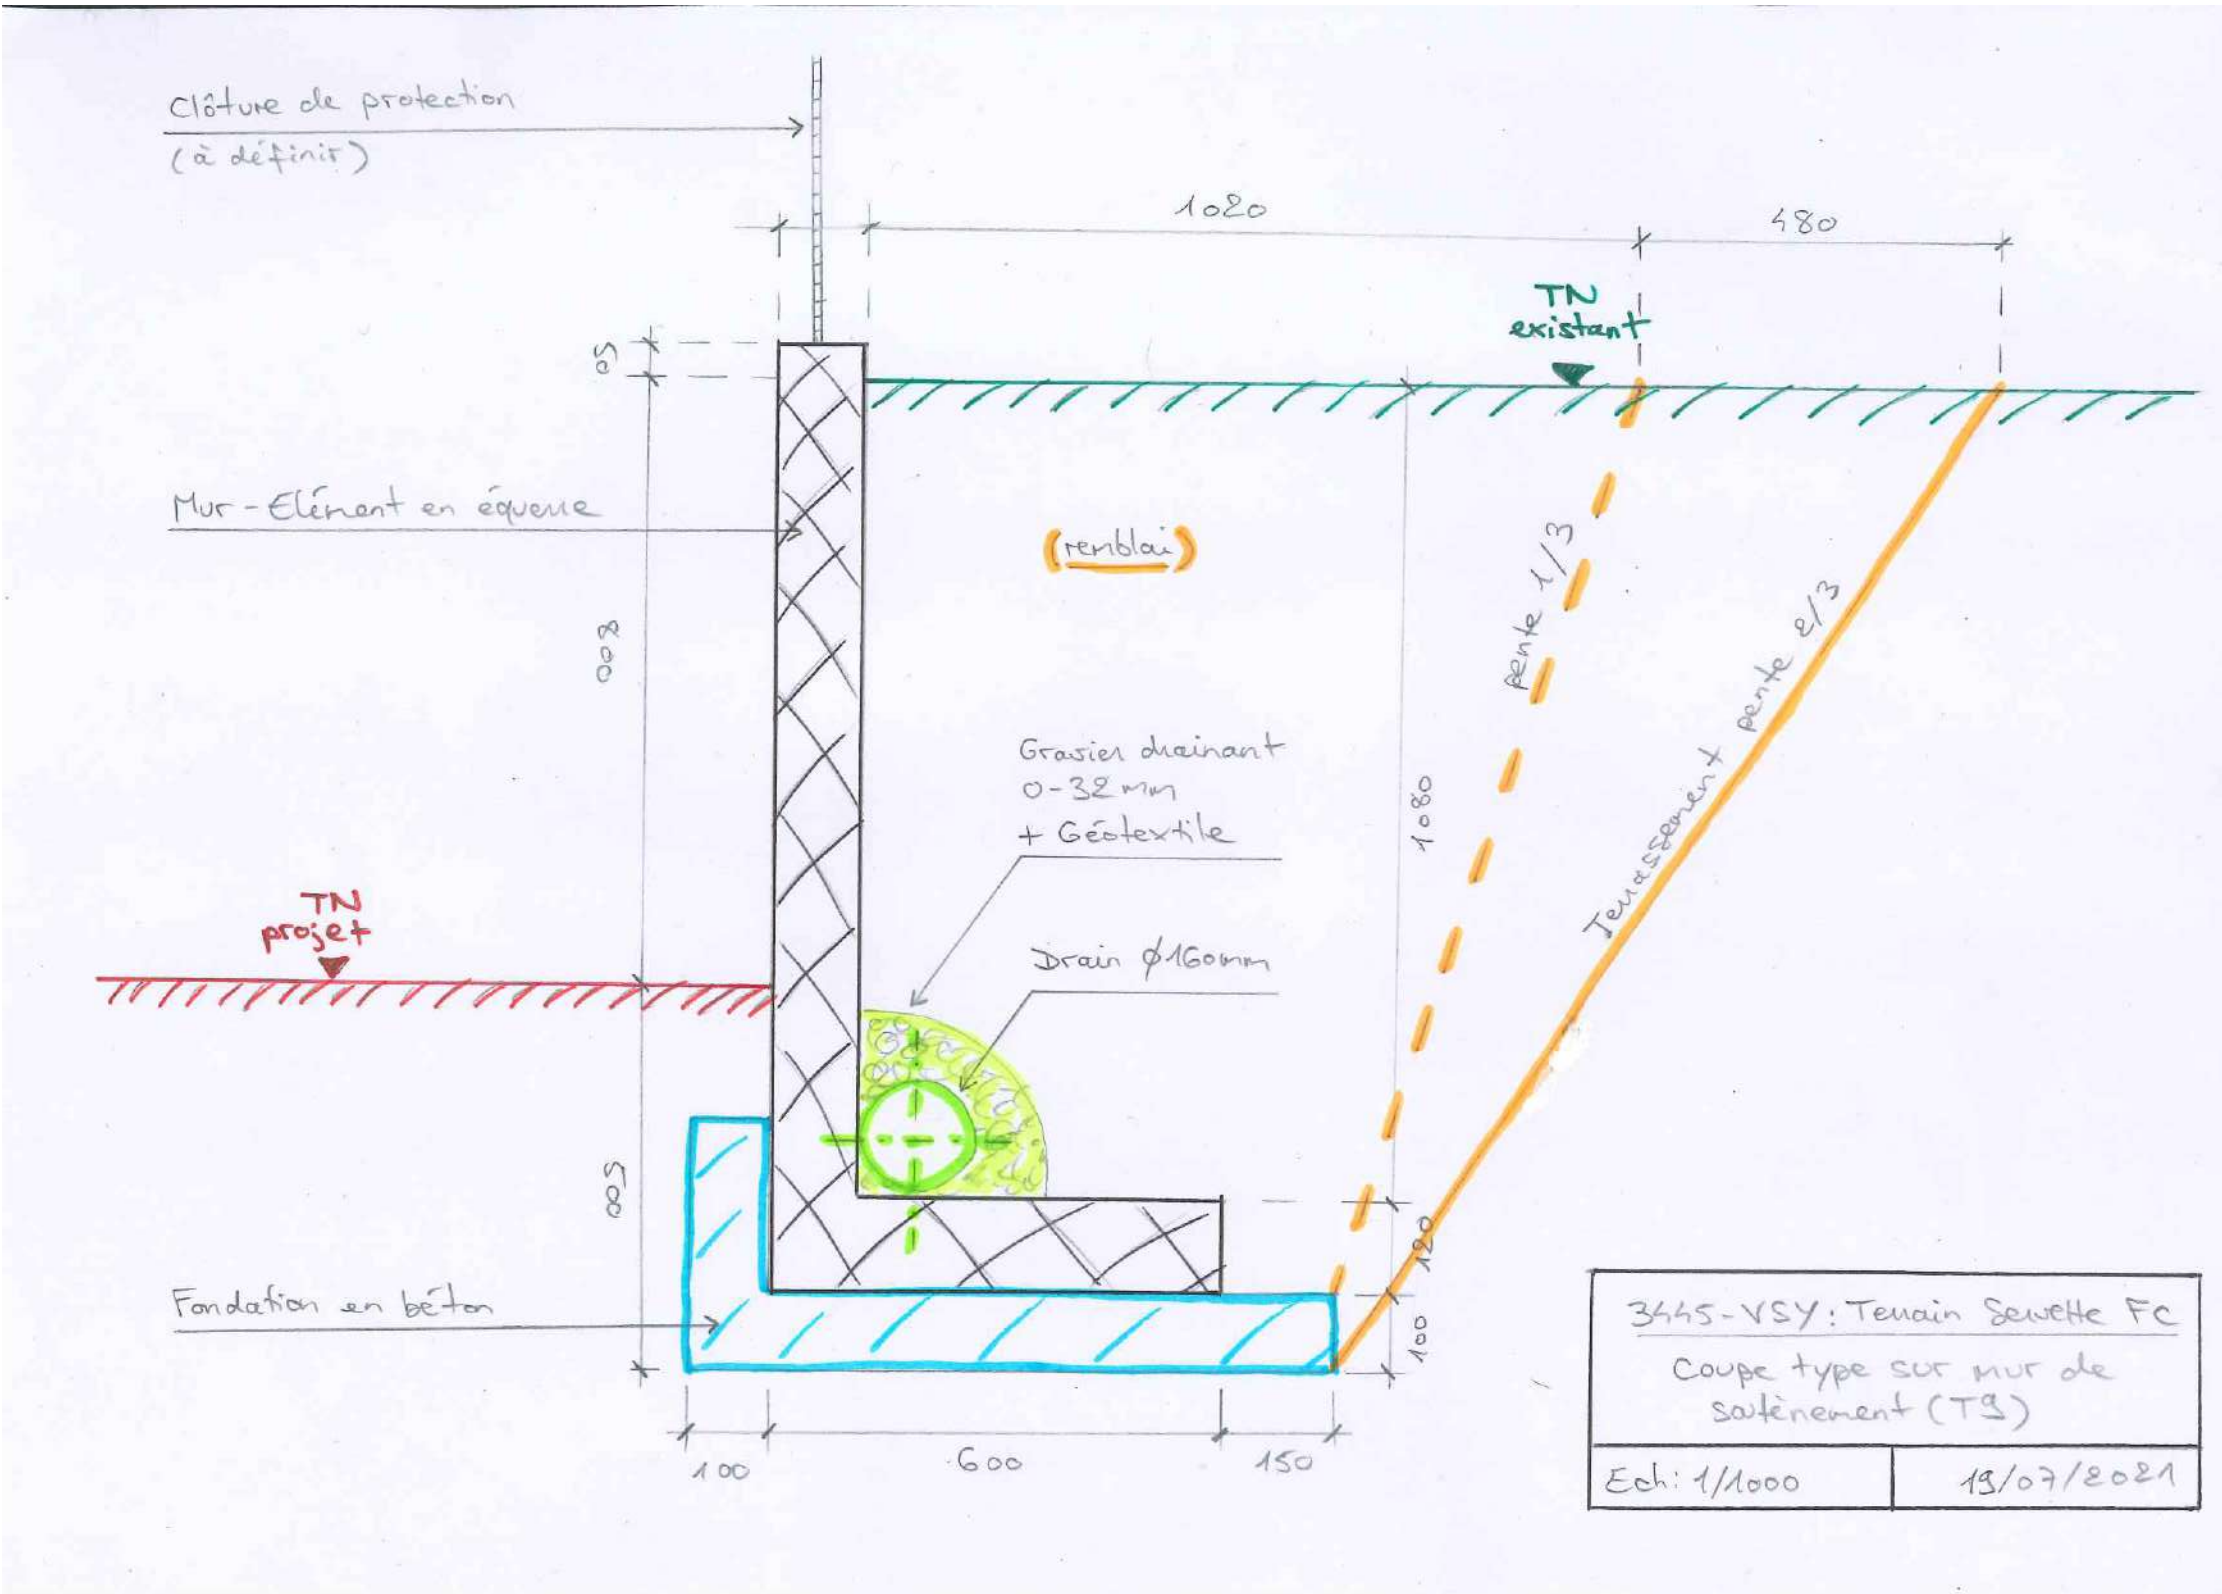 Clôture de protection
(à définir)
1020
480
TN
existant
50
Mur-Elément en équerre
(remblai)
pente 1/3
800
Terrassement pente 2/3
Gravier drainant
0-32 mm
+ Géotextile
1080
TN
projet
Drain Ø160mm
500
120
Fondation en béton
100
100
600
150
3445-VSY: Terrain Servette FC
Coupe type sur mur de
soutènement (T9)
Ech: 1/1000
19/07/2021